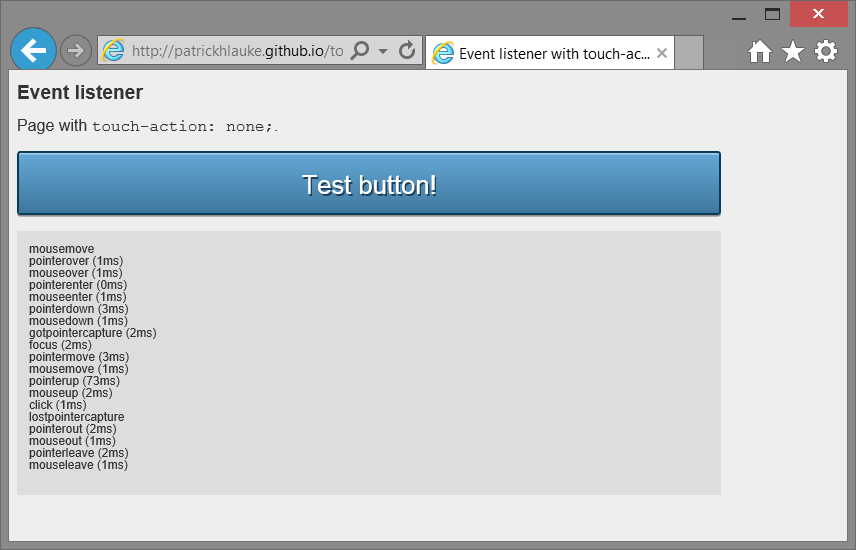 http://patrickhlauke.github.io/to
Event listener with touch-ac...
Event listener
Page with touch-action: none;.
Test button!
mousemove
pointerover (1ms)
mouseover (1ms)
pointerenter (0ms)
mouseenter (1ms)
pointerdown (3ms)
mousedown (1ms)
gotpointercapture (2ms)
focus (2ms)
pointermove (3ms)
mousemove (1ms)
pointerup (73ms)
mouseup (2ms)
click (1ms)
lostpointercapture
pointerout (2ms)
mouseout (1ms)
pointerleave (2ms)
mouseleave (1ms)